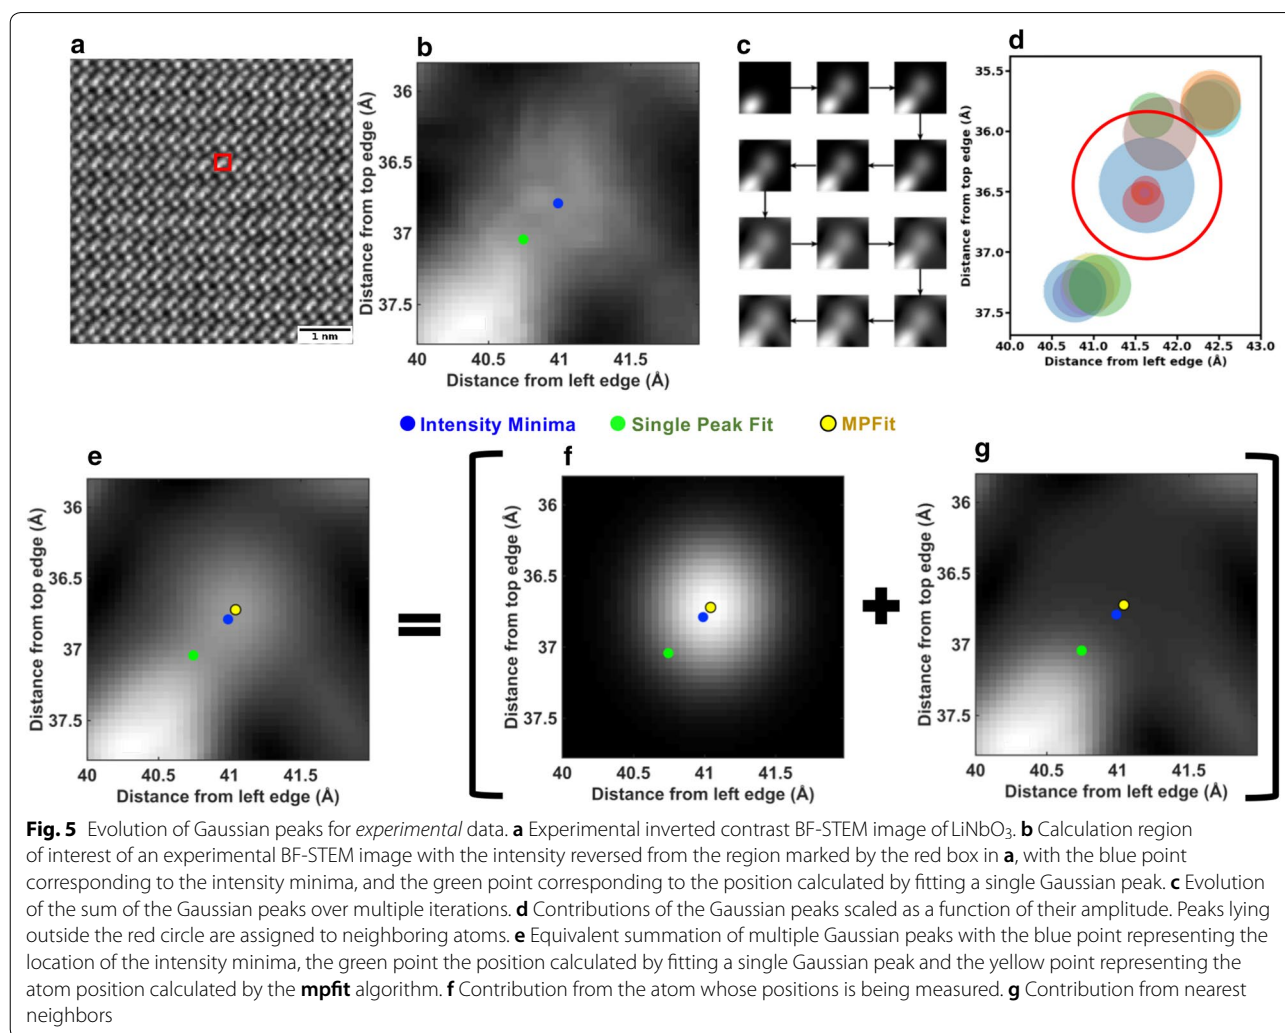 a
1 nm
b
Distance from top edge (Å)
36
36.5
37
37.5
40 40.5 41 41.5
Distance from left edge (Å)
c
d
Distance from top edge (Å)
35.5
36.0
36.5
37.0
37.5
40.0 40.5 41.0 41.5 42.0 42.5 43.0
Distance from left edge (Å)
Intensity Minima
Single Peak Fit
MPFit
e
Distance from top edge (Å)
36
36.5
37
37.5
40 40.5 41 41.5
Distance from left edge (Å)
=
f
Distance from top edge (Å)
36
36.5
37
37.5
40 40.5 41 41.5
Distance from left edge (Å)
+
g
Distance from top edge (Å)
36
36.5
37
37.5
40 40.5 41 41.5
Distance from left edge (Å)
Fig. 5 Evolution of Gaussian peaks for experimental data. a Experimental inverted contrast BF-STEM image of LiNbO₃. b Calculation region
of interest of an experimental BF-STEM image with the intensity reversed from the region marked by the red box in a, with the blue point
corresponding to the intensity minima, and the green point corresponding to the position calculated by fitting a single Gaussian peak. c Evolution
of the sum of the Gaussian peaks over multiple iterations. d Contributions of the Gaussian peaks scaled as a function of their amplitude. Peaks lying
outside the red circle are assigned to neighboring atoms. e Equivalent summation of multiple Gaussian peaks with the blue point representing the
location of the intensity minima, the green point the position calculated by fitting a single Gaussian peak and the yellow point representing the
atom position calculated by the mpfit algorithm. f Contribution from the atom whose positions is being measured. g Contribution from nearest
neighbors